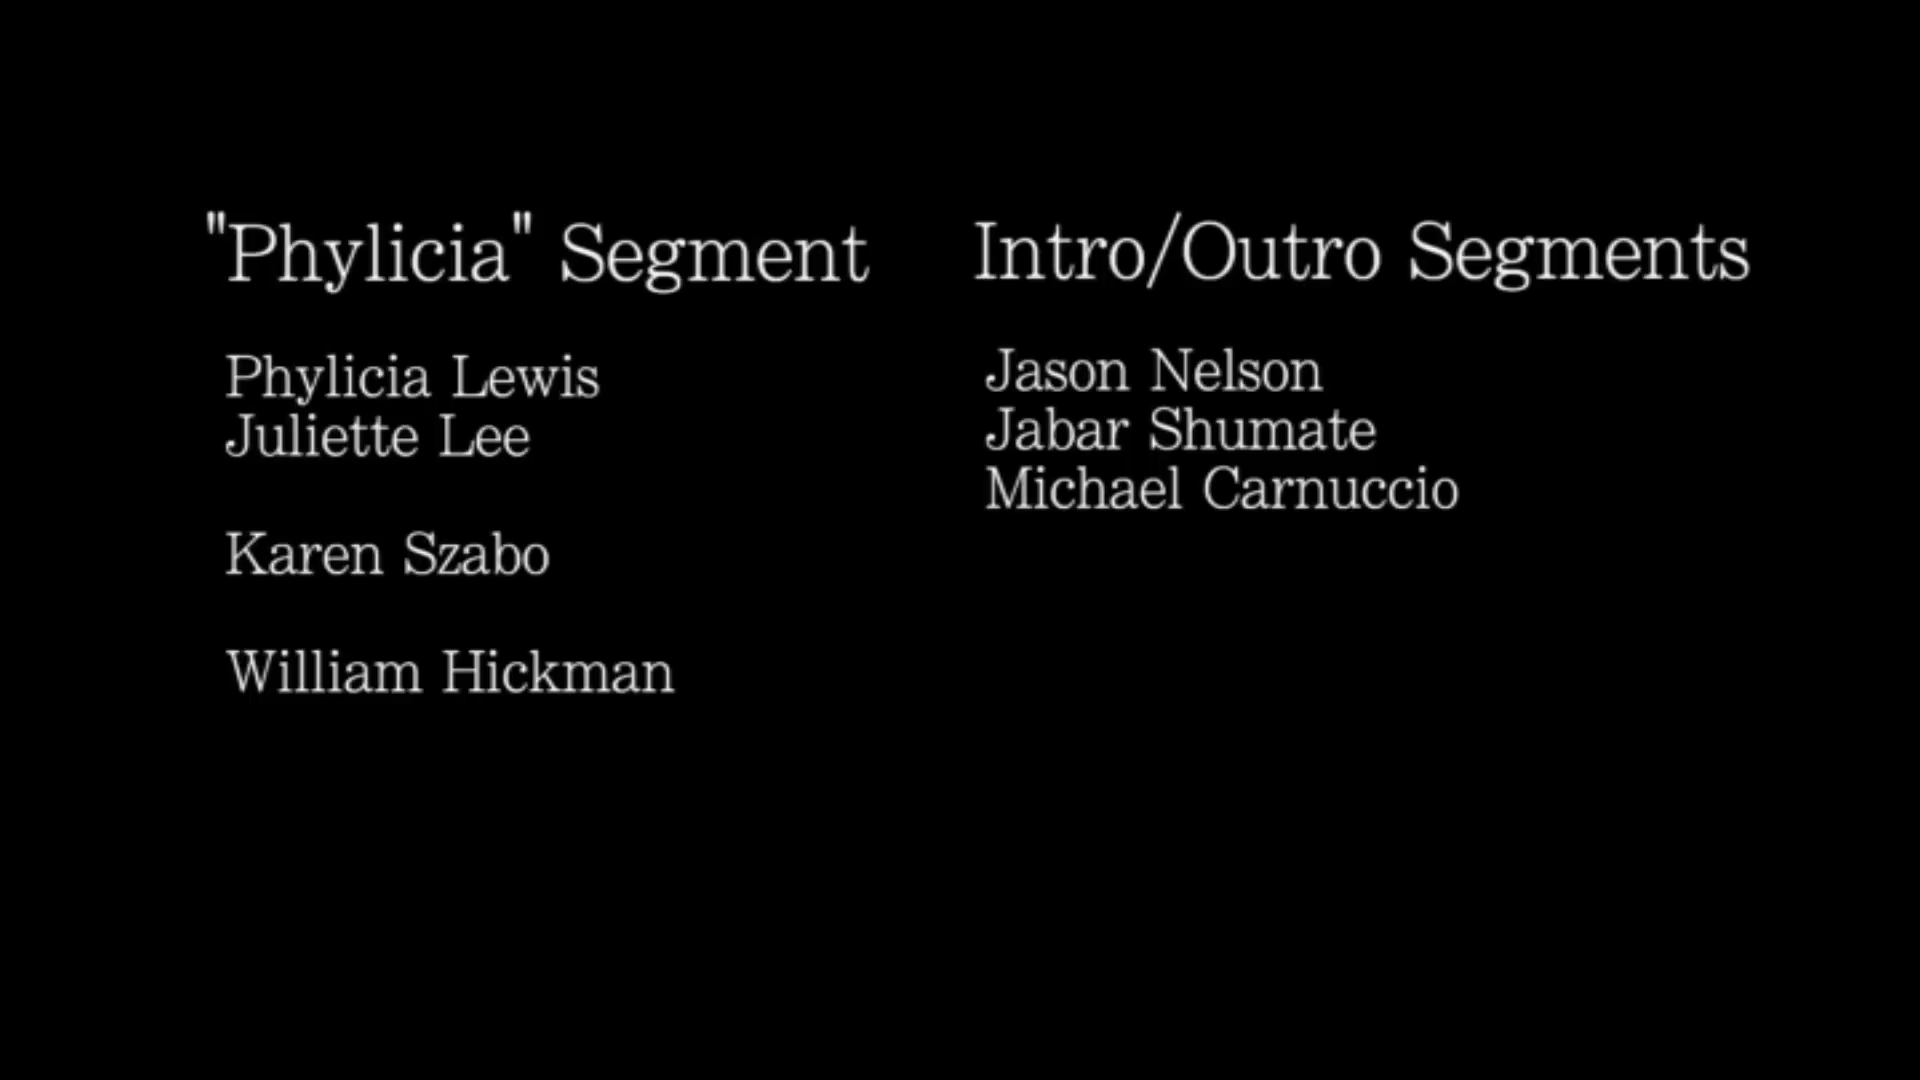 "Phylicia" Segment
Phylicia Lewis
Juliette Lee
Karen Szabo
William Hickman
Intro/Outro Segments
Jason Nelson
Jabar Shumate
Michael Carnuccio